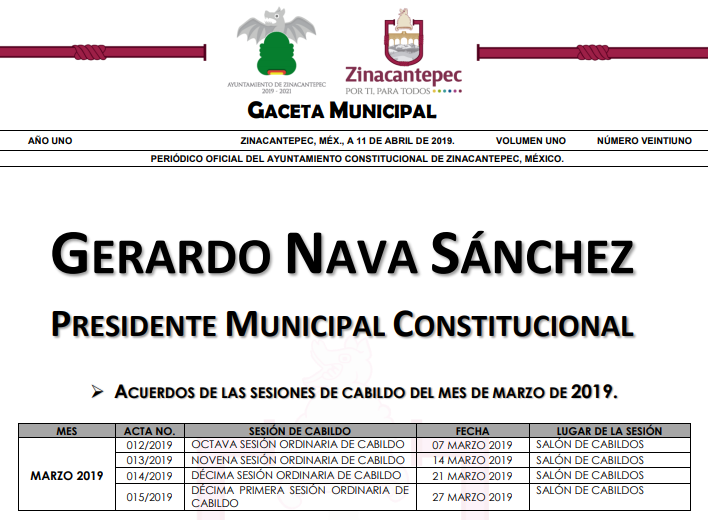 AYUNTAMIENTO DE ZINACANTEPEC
2019 - 2021
Zinacantepec
POR TI, PARA TODOS
GACETA MUNICIPAL
AÑO UNO ZINACANTEPEC, MÉX., A 11 DE ABRIL DE 2019. VOLUMEN UNO NÚMERO VEINTIUNO
PERIÓDICO OFICIAL DEL AYUNTAMIENTO CONSTITUCIONAL DE ZINACANTEPEC, MÉXICO.
GERARDO NAVA SÁNCHEZ
PRESIDENTE MUNICIPAL CONSTITUCIONAL
➢ ACUERDOS DE LAS SESIONES DE CABILDO DEL MES DE MARZO DE 2019.
MES ACTA NO. SESIÓN DE CABILDO FECHA LUGAR DE LA SESIÓN
MARZO 2019
012/2019 OCTAVA SESIÓN ORDINARIA DE CABILDO 07 MARZO 2019 SALÓN DE CABILDOS
013/2019 NOVENA SESIÓN ORDINARIA DE CABILDO 14 MARZO 2019 SALÓN DE CABILDOS
014/2019 DÉCIMA SESIÓN ORDINARIA DE CABILDO 21 MARZO 2019 SALÓN DE CABILDOS
015/2019 DÉCIMA PRIMERA SESIÓN ORDINARIA DE CABILDO 27 MARZO 2019 SALÓN DE CABILDOS